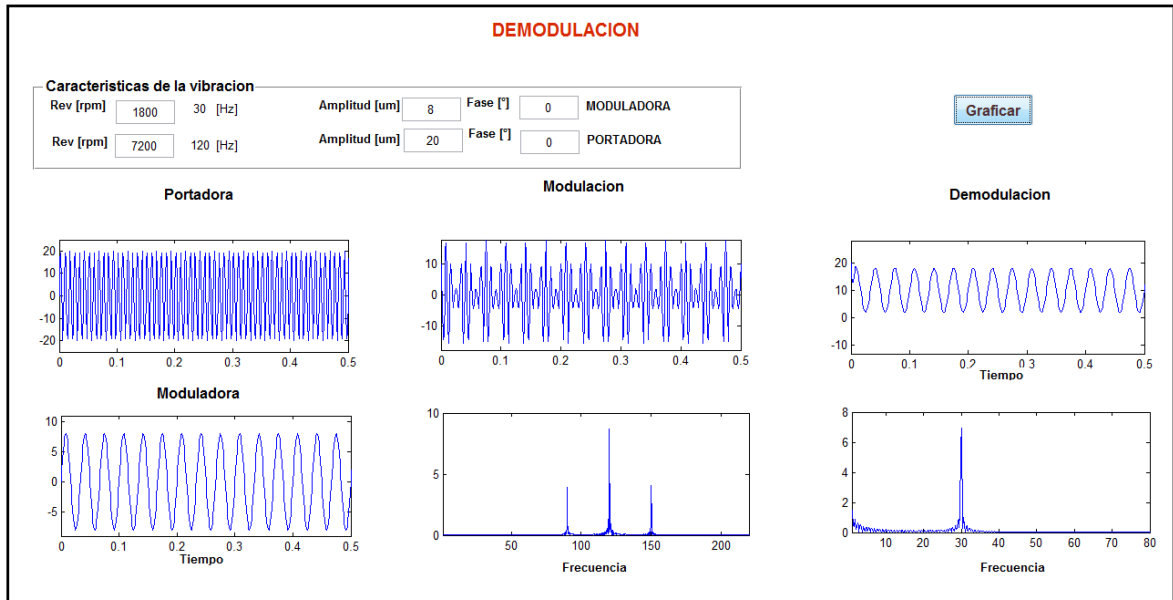 DEMODULACION
Caracteristicas de la vibracion
Rev [rpm] 1800 30 [Hz] Amplitud [um] 8 Fase [°] 0 MODULADORA
Rev [rpm] 7200 120 [Hz] Amplitud [um] 20 Fase [°] 0 PORTADORA
Graficar
Portadora
20
10
0
-10
-20
0 0.1 0.2 0.3 0.4 0.5
Modulacion
10
0
-10
0 0.1 0.2 0.3 0.4 0.5
Demodulacion
20
10
0
-10
0 0.1 0.2 0.3 0.4 0.5
Tiempo
Moduladora
10
5
0
-5
0 0.1 0.2 0.3 0.4 0.5
Tiempo
10
5
0
50 100 150 200
Frecuencia
8
6
4
2
0
10 20 30 40 50 60 70 80
Frecuencia